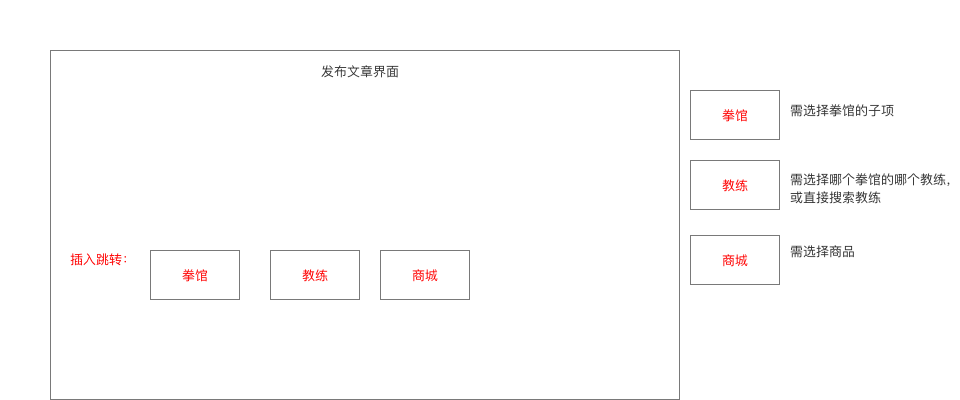 发布文章界面
拳馆
需选择拳馆的子项
教练
需选择哪个拳馆的哪个教练，
或直接搜索教练
插入跳转：
拳馆
教练
商城
商城
需选择商品